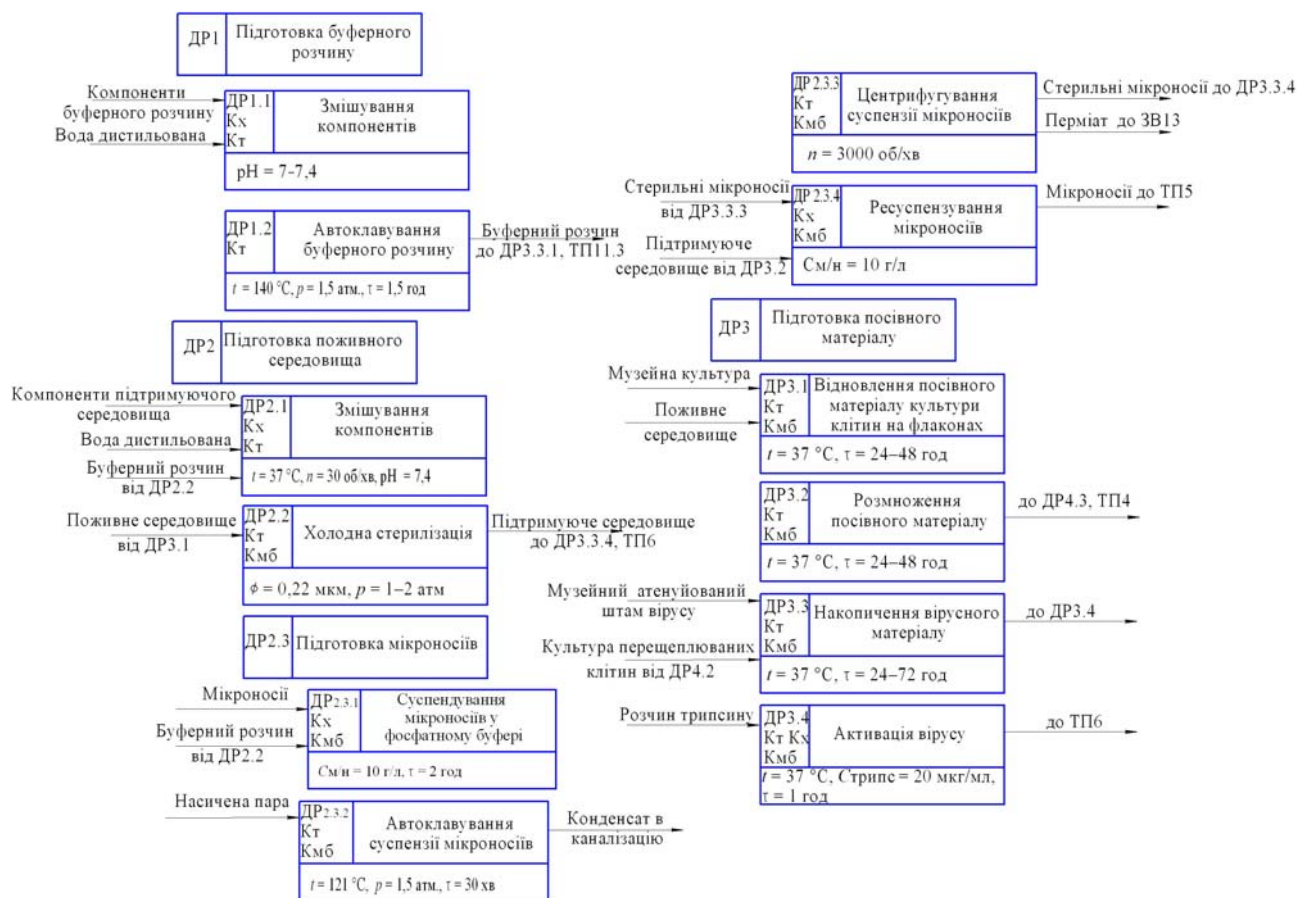 ДР1
Підготовка буферного
розчину
Компоненти
буферного розчину
Вода дистильована
ДР1.1
Кх
Кт
Змішування
компонентів
pH = 7–7,4
ДР1.2
Кт
Автоклавування
буферного розчину
Буферний розчин
до ДР3.3.1, ТП11.3
t = 140 °C, p = 1,5 атм., τ = 1,5 год
ДР2
Підготовка поживного
середовища
Компоненти підтримуючого
середовища
Вода дистильована
Буферний розчин
від ДР2.2
ДР2.1
Кх
Кт
Змішування
компонентів
t = 37 °C, n = 30 об/хв, pH = 7,4
Поживне середовище
від ДР3.1
ДР2.2
Кт
Кмб
Холодна стерилізація
Підтримуюче середовище
до ДР3.3.4, ТП6
ϕ = 0,22 мкм, p = 1–2 атм
ДР2.3
Підготовка мікроносіїв
Мікроносії
Буферний розчин
від ДР2.2
ДР2.3.1
Кх
Кмб
Суспендування
мікроносіїв у
фосфатному буфері
См/н = 10 г/л, τ = 2 год
Насичена пара
ДР2.3.2
Кт
Кмб
Автоклавування
суспензії мікроносіїв
Конденсат в
каналізацію
t = 121 °C, p = 1,5 атм., τ = 30 хв
ДР2.3.3
Кт
Кмб
Центрифугування
суспензії мікроносіїв
Стерильні мікроносії до ДР3.3.4
Перміат до ЗВ13
n = 3000 об/хв
Стерильні мікроносії
від ДР3.3.3
Підтримуюче
середовище від ДР3.2
ДР2.3.4
Кх
Кмб
Ресуспензування
мікроносіїв
Мікроносії до ТП5
См/н = 10 г/л
ДР3
Підготовка посівного
матеріалу
Музейна культура
Поживне
середовище
ДР3.1
Кт
Кмб
Відновлення посівного
матеріалу культури
клітин на флаконах
t = 37 °C, τ = 24–48 год
ДР3.2
Кт
Кмб
Розмноження
посівного матеріалу
до ДР4.3, ТП4
t = 37 °C, τ = 24–48 год
Музейний атенуйований
штам вірусу
Культура перещеплюваних
клітин від ДР4.2
ДР3.3
Кт
Кмб
Накопичення вірусного
матеріалу
до ДР3.4
t = 37 °C, τ = 24–72 год
Розчин трипсину
ДР3.4
Кт Кх
Кмб
Активація вірусу
до ТП6
t = 37 °C, Стрипс = 20 мкг/мл,
τ = 1 год